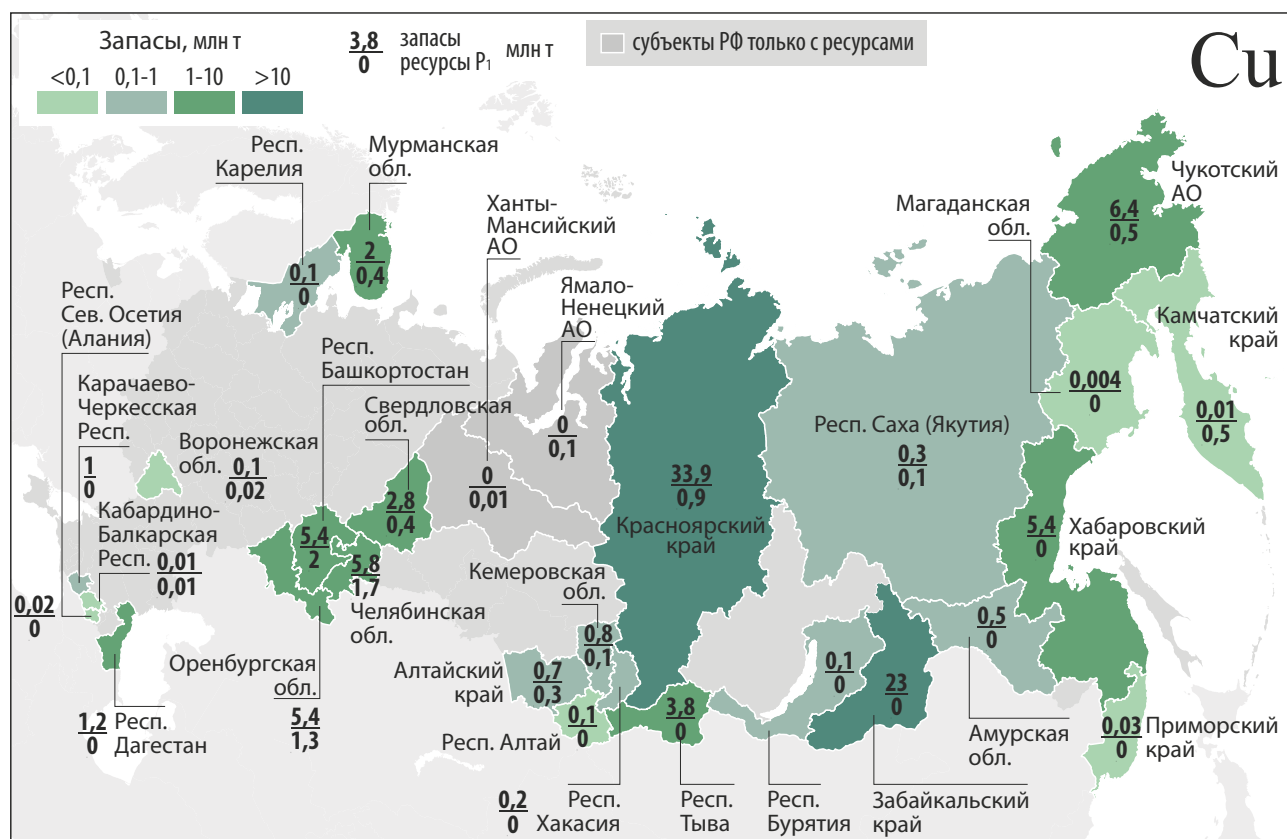 Запасы, млн т
<0,1 0,1-1 1-10 >10
3,8 запасы
0 ресурсы P₁ млн т
субъекты РФ только с ресурсами
Cu
Респ.
Карелия
0,1
0
Мурманская
обл.
2
0,4
Ханты-
Мансийский
АО
0
0,01
Ямало-
Ненецкий
АО
0
0,1
Магаданская
обл.
0,004
0
Чукотский
АО
6,4
0,5
Камчатский
край
0,01
0,5
Респ.
Сев. Осетия
(Алания)
0,02
0
Карачаево-
Черкесская
Респ.
1
0
Воронежская
обл. 0,1
0,02
Кабардино-
Балкарская
Респ. 0,01
0,01
Респ.
Башкортостан
5,4
2
Свердловская
обл.
2,8
0,4
5,8
1,7
Челябинская
обл.
Оренбургская
обл.
5,4
1,3
1,2 Респ.
0 Дагестан
33,9
0,9
Красноярский
край
Респ. Саха (Якутия)
0,3
0,1
5,4
0
Хабаровский
край
Кемеровская
обл.
0,8
0,1
Алтайский
край
0,7
0,3
Респ. Алтай
0,1
0
0,2 Респ.
0 Хакасия
3,8
0
Респ.
Тыва
0,1
0
Респ.
Бурятия
23
0
Забайкальский
край
0,5
0
Амурская
обл.
0,03
0
Приморский
край